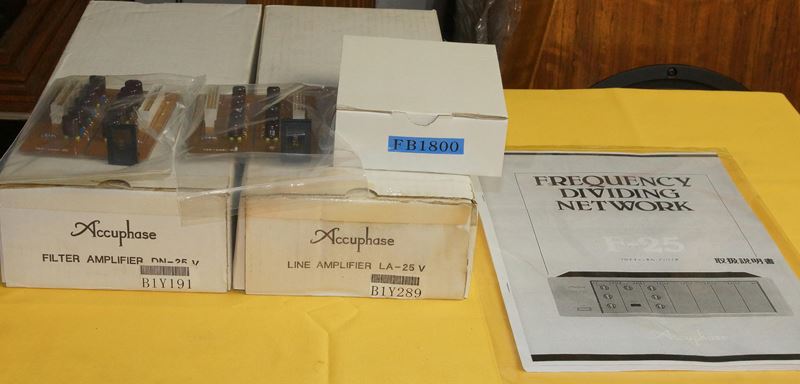 FB1800
Accuphase
FILTER AMPLIFIER DN-25 V
B1Y191
Accuphase
LINE AMPLIFIER LA-25 V
B1Y289
FREQUENCY
DIVIDING
NETWORK
F-25
取扱説明書
Accuphase